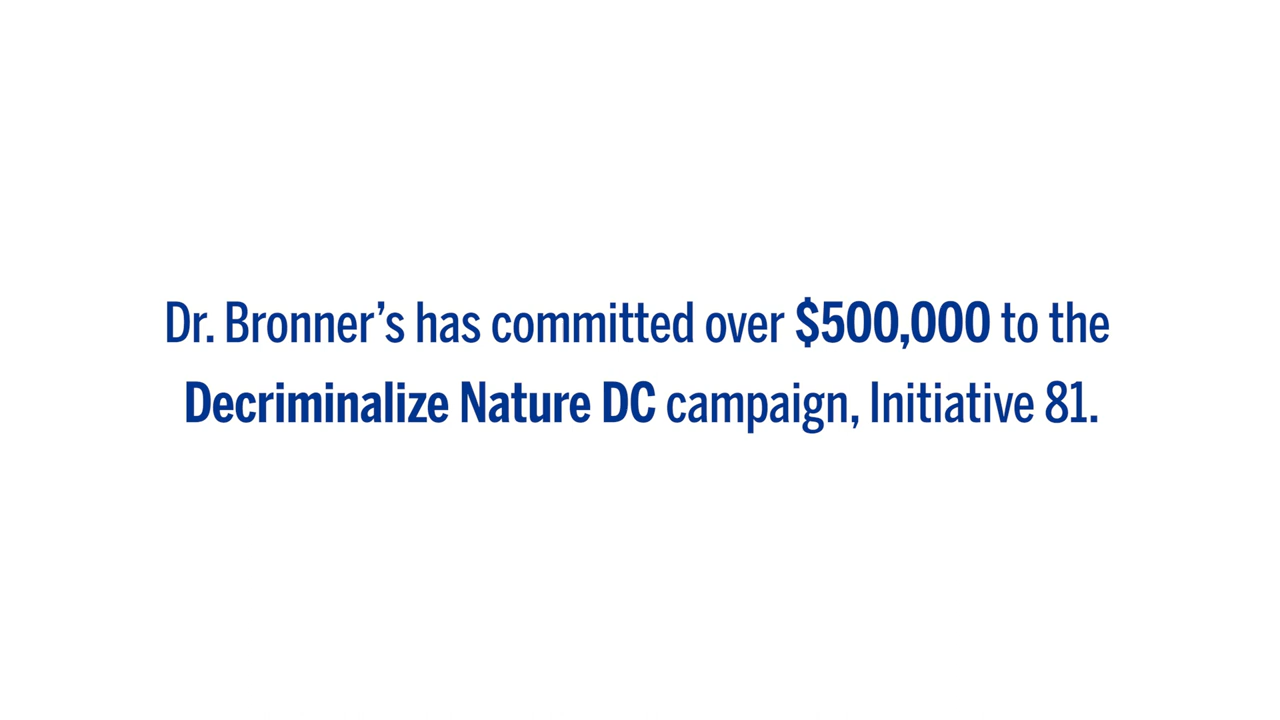 Dr. Bronner’s has committed over $500,000 to the
Decriminalize Nature DC campaign, Initiative 81.